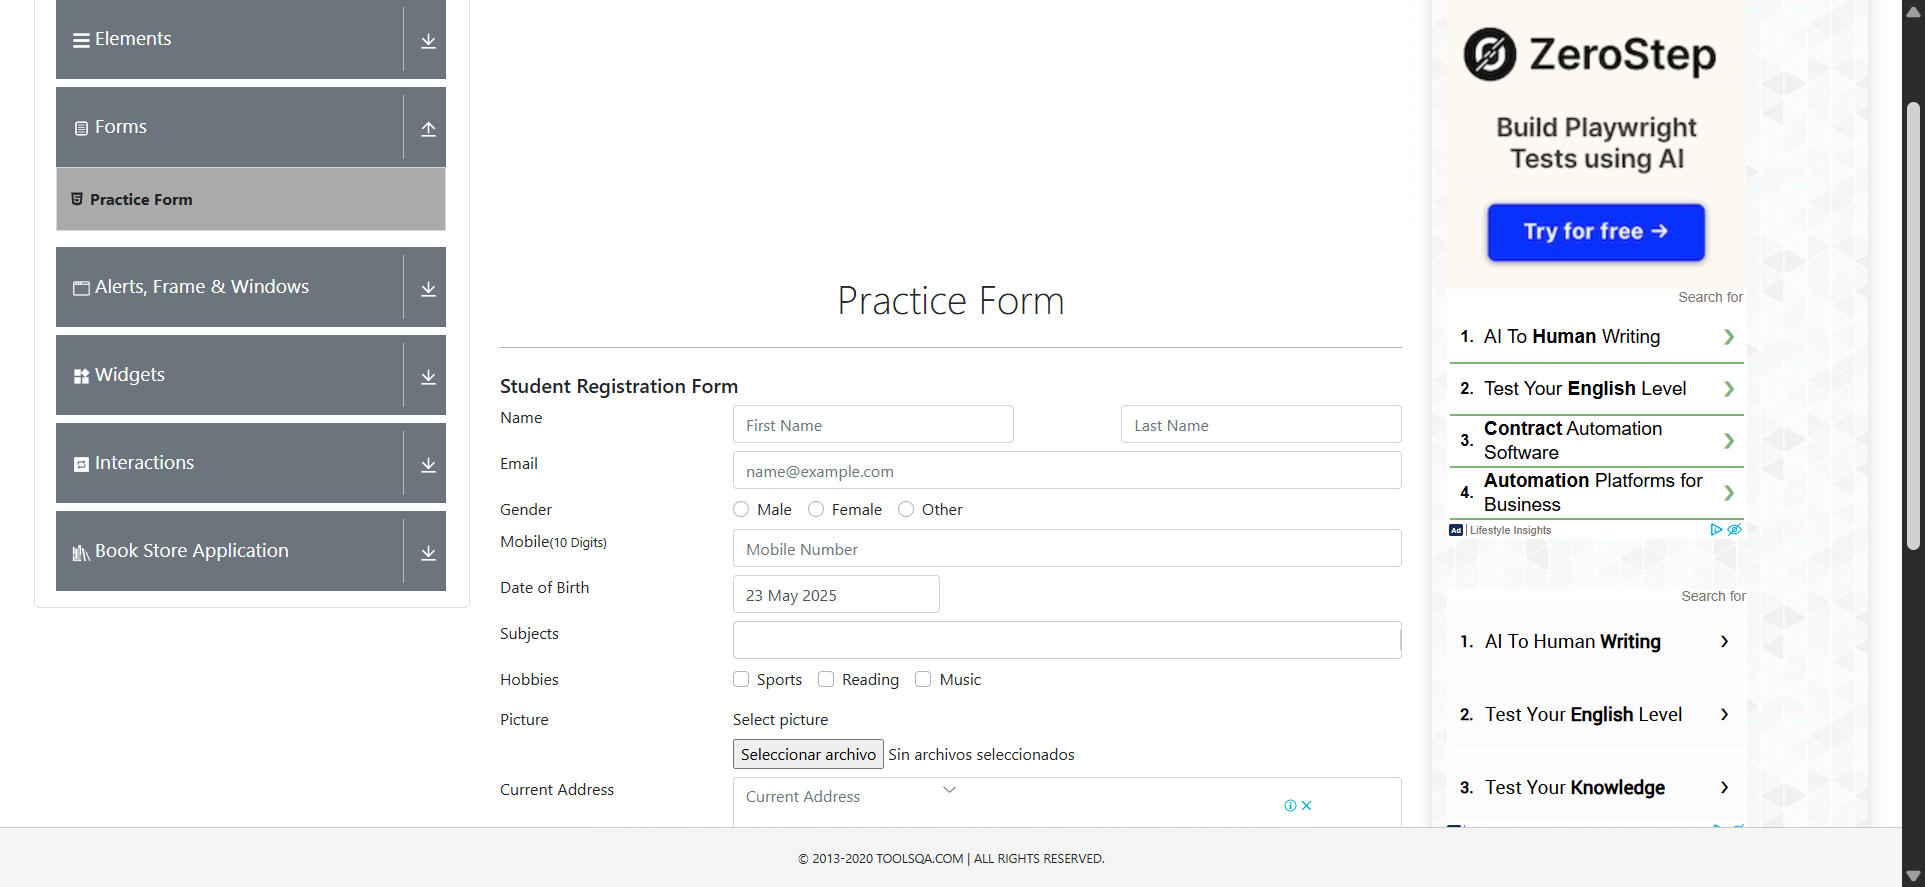 Elements
Forms
Practice Form
Alerts, Frame & Windows
Widgets
Interactions
Book Store Application
Practice Form
Student Registration Form
Name
First Name
Last Name
Email
name@example.com
Gender
Male
Female
Other
Mobile(10 Digits)
Mobile Number
Date of Birth
23 May 2025
Subjects
Hobbies
Sports
Reading
Music
Picture
Select picture
Seleccionar archivo Sin archivos seleccionados
Current Address
Current Address
ZeroStep
Build Playwright
Tests using AI
Try for free →
Search for
1. AI To Human Writing
2. Test Your English Level
3. Contract Automation
Software
4. Automation Platforms for
Business
Ad | Lifestyle Insights
Search for
1. AI To Human Writing
2. Test Your English Level
3. Test Your Knowledge
© 2013-2020 TOOLSQA.COM | ALL RIGHTS RESERVED.